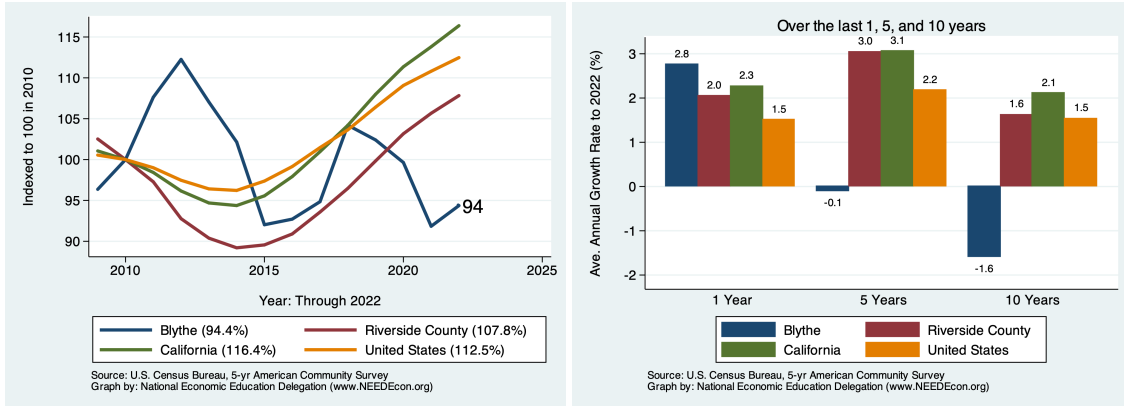 Indexed to 100 in 2010
115
110
105
100
95
90
94
2010
2015
2020
2025
Year: Through 2022
Blythe (94.4%)
Riverside County (107.8%)
California (116.4%)
United States (112.5%)
Source: U.S. Census Bureau, 5-yr American Community Survey
Graph by: National Economic Education Delegation (www.NEEDEcon.org)
Over the last 1, 5, and 10 years
Ave. Annual Growth Rate to 2022 (%)
3
2
1
0
-1
-2
2.8
2.0
2.3
1.5
-0.1
3.0
3.1
2.2
-1.6
1.6
2.1
1.5
1 Year
5 Years
10 Years
Blythe
Riverside County
California
United States
Source: U.S. Census Bureau, 5-yr American Community Survey
Graph by: National Economic Education Delegation (www.NEEDEcon.org)